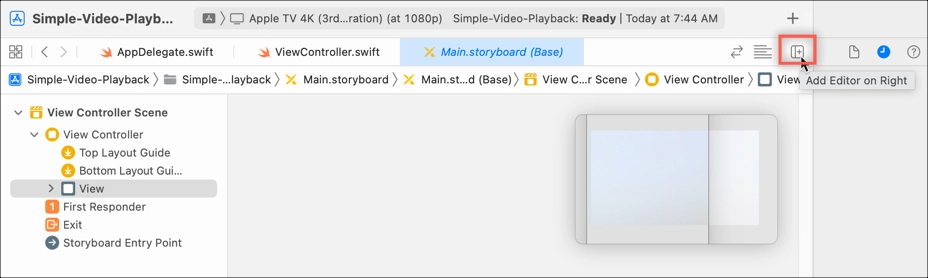 Simple-Video-Playb...
Apple TV 4K (3rd...ration) (at 1080p)
Simple-Video-Playback: Ready | Today at 7:44 AM
AppDelegate.swift
ViewController.swift
Main.storyboard (Base)
Simple-Video-Playback
Simple-...layback
Main.storyboard
Main.st...d (Base)
View C...r Scene
View Controller
View
Add Editor on Right
View Controller Scene
View Controller
Top Layout Guide
Bottom Layout Gui...
View
1 First Responder
Exit
Storyboard Entry Point